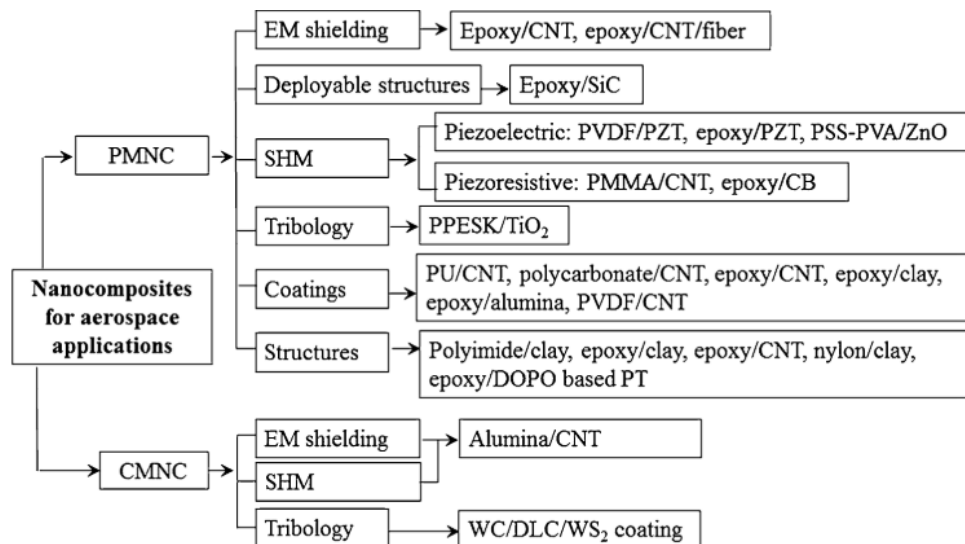 EM shielding
Epoxy/CNT, epoxy/CNT/fiber
Deployable structures
Epoxy/SiC
PMNC
SHM
Piezoelectric: PVDF/PZT, epoxy/PZT, PSS-PVA/ZnO
Piezoresistive: PMMA/CNT, epoxy/CB
Tribology
PPESK/TiO₂
Coatings
PU/CNT, polycarbonate/CNT, epoxy/CNT, epoxy/clay,
epoxy/alumina, PVDF/CNT
Structures
Polyimide/clay, epoxy/clay, epoxy/CNT, nylon/clay,
epoxy/DOPO based PT
Nanocomposites
for aerospace
applications
CMNC
EM shielding
SHM
Alumina/CNT
Tribology
WC/DLC/WS₂ coating